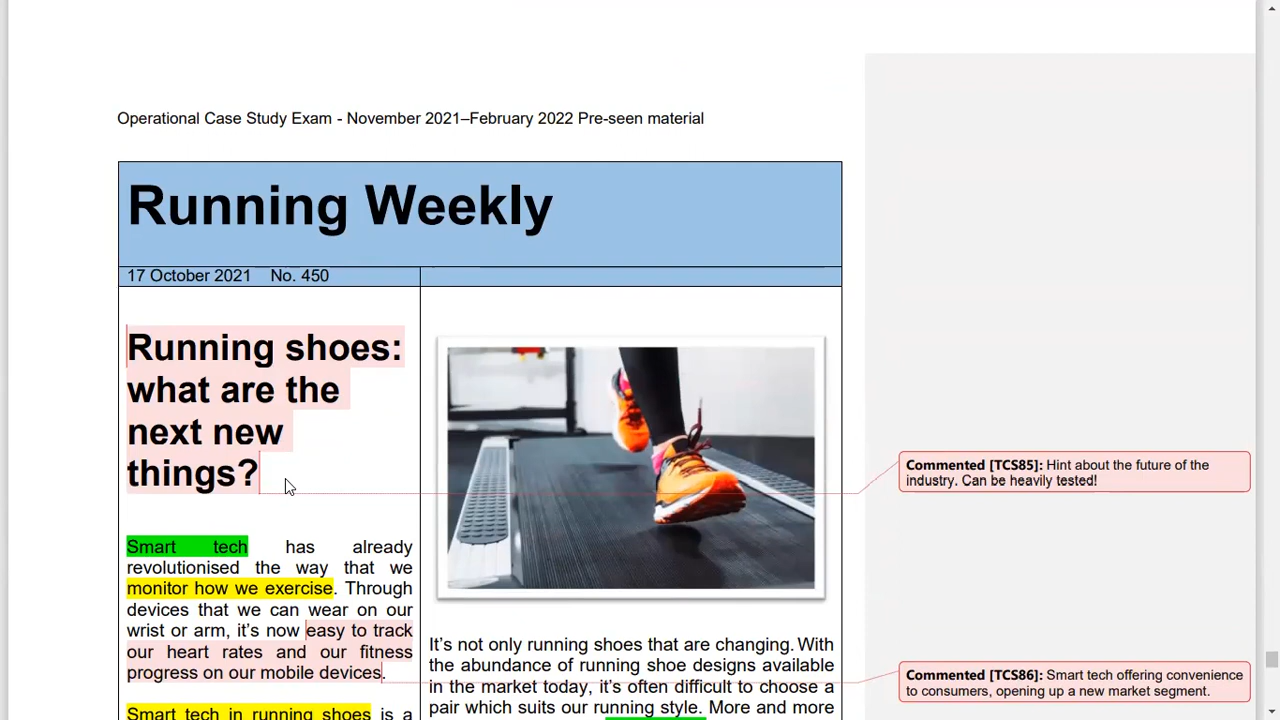 Operational Case Study Exam - November 2021–February 2022 Pre-seen material
Running Weekly
17 October 2021 No. 450
Running shoes:
what are the
next new
things?
Smart tech has already
revolutionised the way that we
monitor how we exercise. Through
devices that we can wear on our
wrist or arm, it's now easy to track
our heart rates and our fitness
progress on our mobile devices.
Smart tech in running shoes is a
It's not only running shoes that are changing. With
the abundance of running shoe designs available
in the market today, it's often difficult to choose a
pair which suits our running style. More and more
Commented [TCS85]: Hint about the future of the
industry. Can be heavily tested!
Commented [TCS86]: Smart tech offering convenience
to consumers, opening up a new market segment.